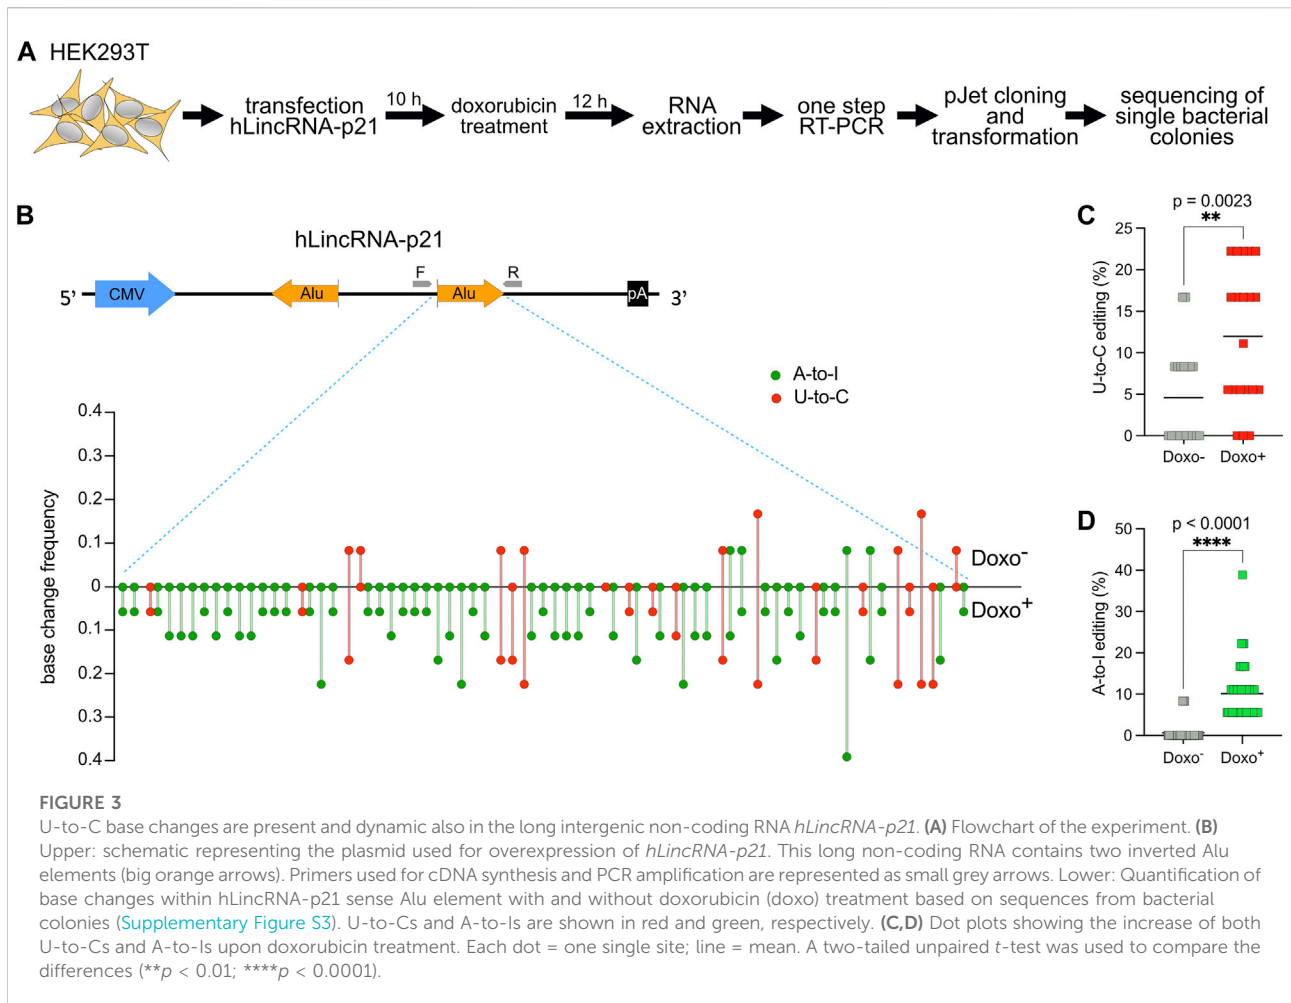 A HEK293T
transfection
hLincRNA-p21
10 h
doxorubicin
treatment
12 h
RNA
extraction
one step
RT-PCR
pJet cloning
and
transformation
sequencing of
single bacterial
colonies
B
hLincRNA-p21
5’
CMV
Alu
F
Alu
R
pA
3’
A-to-I
U-to-C
base change frequency
0.4
0.3
0.2
0.1
0
0.1
0.2
0.3
0.4
Doxo-
Doxo+
C
p = 0.0023
**
U-to-C editing (%)
25
20
15
10
5
0
Doxo-
Doxo+
D
p < 0.0001
****
A-to-I editing (%)
50
40
30
20
10
0
Doxo-
Doxo+
FIGURE 3
U-to-C base changes are present and dynamic also in the long intergenic non-coding RNA hLincRNA-p21. (A) Flowchart of the experiment. (B)
Upper: schematic representing the plasmid used for overexpression of hLincRNA-p21. This long non-coding RNA contains two inverted Alu
elements (big orange arrows). Primers used for cDNA synthesis and PCR amplification are represented as small grey arrows. Lower: Quantification of
base changes within hLincRNA-p21 sense Alu element with and without doxorubicin (doxo) treatment based on sequences from bacterial
colonies (Supplementary Figure S3). U-to-Cs and A-to-Is are shown in red and green, respectively. (C,D) Dot plots showing the increase of both
U-to-Cs and A-to-Is upon doxorubicin treatment. Each dot = one single site; line = mean. A two-tailed unpaired t-test was used to compare the
differences (**p < 0.01; ****p < 0.0001).